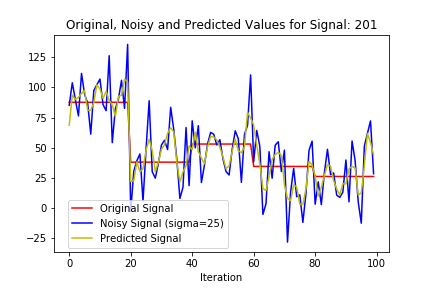 Original, Noisy and Predicted Values for Signal: 201
125
100
75
50
25
0
−25
Original Signal
Noisy Signal (sigma=25)
Predicted Signal
0 20 40 60 80 100
Iteration